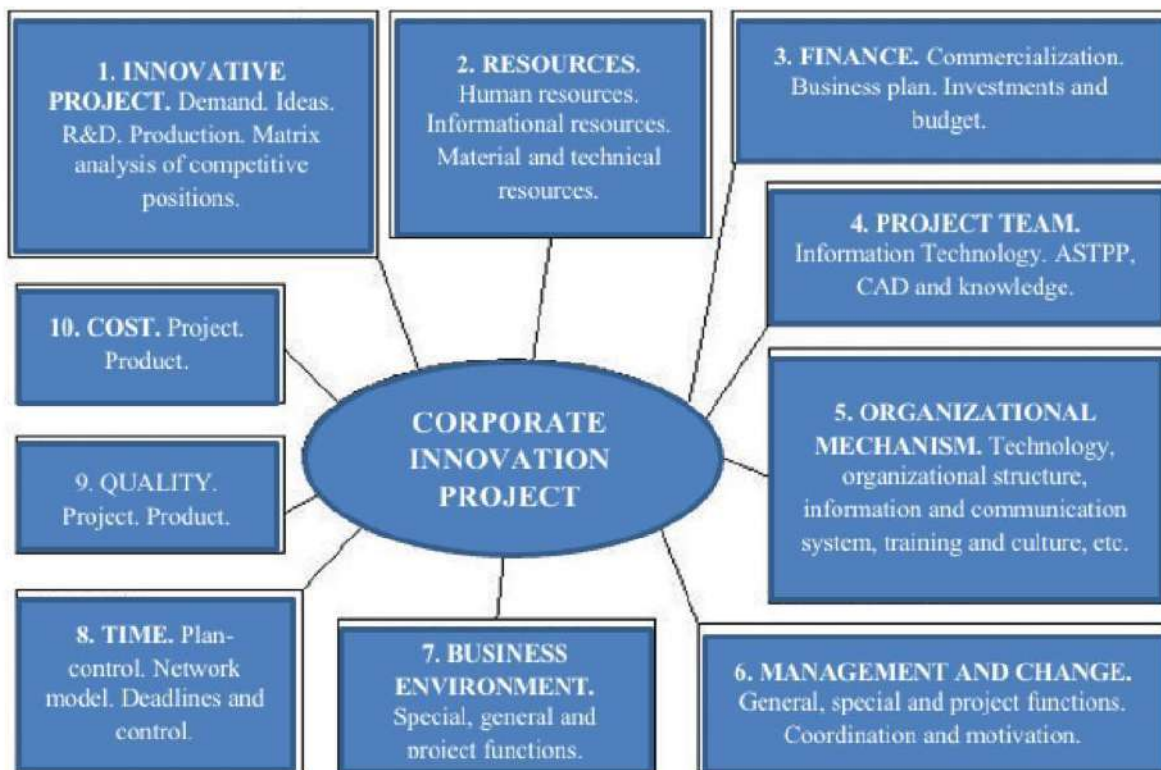 1. INNOVATIVE
PROJECT. Demand. Ideas.
R&D. Production. Matrix
analysis of competitive
positions.
2. RESOURCES.
Human resources.
Informational resources.
Material and technical
resources.
3. FINANCE. Commercialization.
Business plan. Investments and
budget.
4. PROJECT TEAM.
Information Technology. ASTPP,
CAD and knowledge.
10. COST. Project.
Product.
CORPORATE
INNOVATION
PROJECT
5. ORGANIZATIONAL
MECHANISM. Technology,
organizational structure,
information and communication
system, training and culture, etc.
9. QUALITY.
Project. Product.
8. TIME. Plan-
control. Network
model. Deadlines and
control.
7. BUSINESS
ENVIRONMENT.
Special, general and
project functions.
6. MANAGEMENT AND CHANGE.
General, special and project functions.
Coordination and motivation.